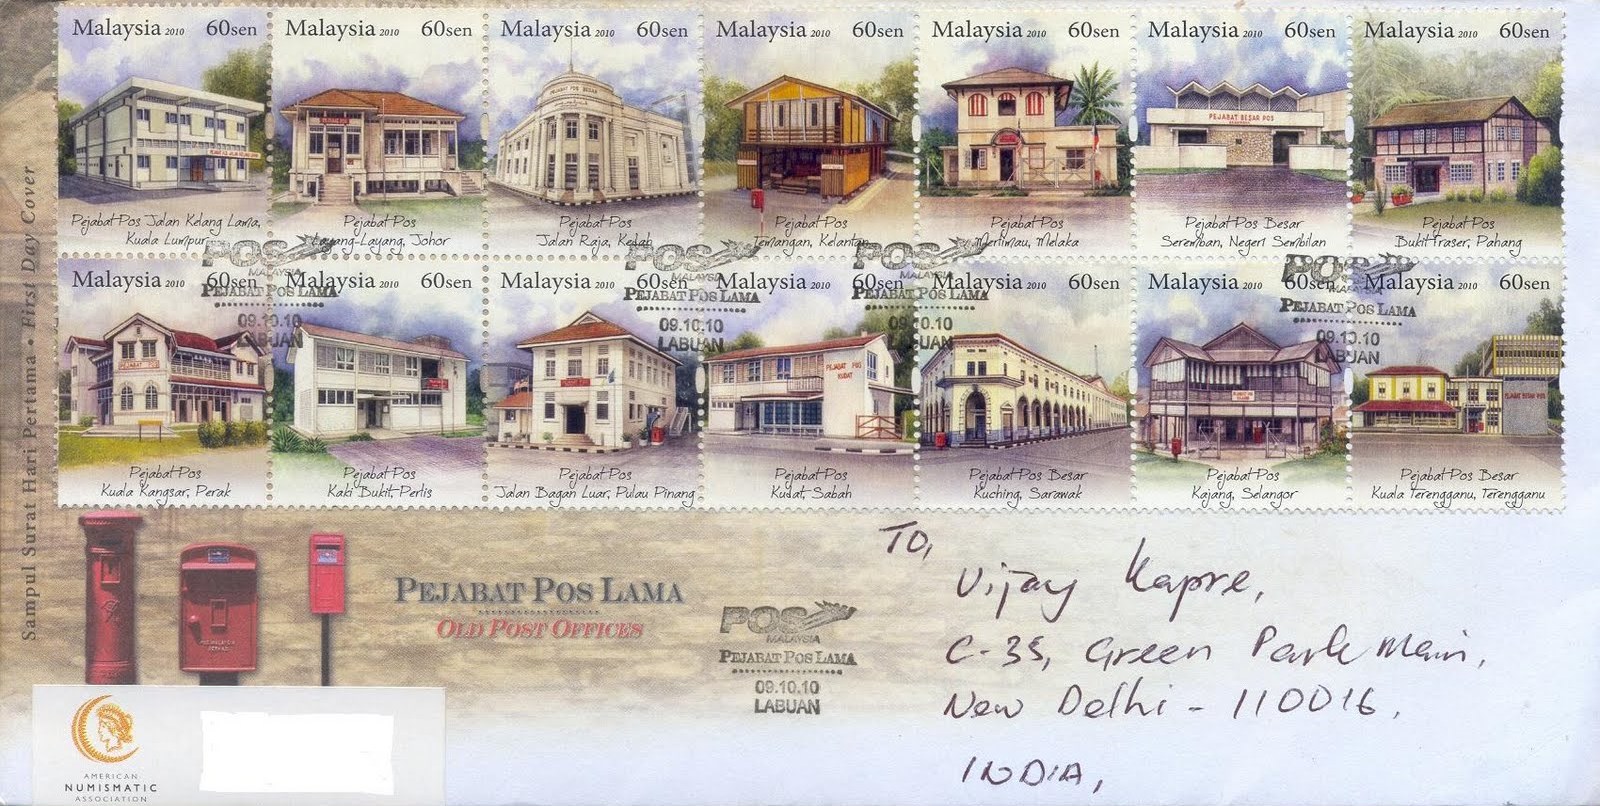 Malaysia 2010 60sen
Malaysia 2010 60sen
Malaysia 2010 60sen
Malaysia 2010 60sen
Malaysia 2010 60sen
Malaysia 2010 60sen
Malaysia 2010 60sen
PEJABAT POS BESAR
PEJABAT BESAR POS
Pejabat Pos Jalan Kelang Lama,
Kuala Lumpur
Pejabat Pos
Layang-Layang, Johor
Pejabat Pos
Jalan Raja, Kedah
Pejabat Pos
Temangan, Kelantan
Pejabat Pos
Merlimau, Melaka
Pejabat Pos Besar
Seremban, Negeri Sembilan
Pejabat Pos
Bukit Fraser, Pahang
Malaysia 2010 60sen
Malaysia 2010 60sen
Malaysia 2010 60sen
Malaysia 2010 60sen
Malaysia 2010 60sen
Malaysia 2010 60sen
Malaysia 2010 60sen
POS
MALAYSIA
PEJABAT POS LAMA
09.10.10
LABUAN
POS
MALAYSIA
PEJABAT POS LAMA
09.10.10
LABUAN
POS
MALAYSIA
PEJABAT POS LAMA
09.10.10
LABUAN
POS
MALAYSIA
PEJABAT POS LAMA
09.10.10
LABUAN
PEJABAT POS
PEJABAT POS
KUDAT
PEJABAT BESAR POS
Pejabat Pos
Kuala Kangsar, Perak
Pejabat Pos
Kaki Bukit, Perlis
Pejabat Pos
Jalan Bagan Luar, Pulau Pinang
Pejabat Pos
Kudat, Sabah
Pejabat Pos Besar
Kuching, Sarawak
Pejabat Pos
Kajang, Selangor
Pejabat Pos Besar
Kuala Terengganu, Terengganu
Sampul Surat Hari Pertama • First Day Cover
PEJABAT POS LAMA
OLD POST OFFICES
POS
MALAYSIA
PEJABAT POS LAMA
09.10.10
LABUAN
To,
Vijay Kapre,
C-35, Green Park Main,
New Delhi - 110016.
INDIA,
AMERICAN
NUMISMATIC
ASSOCIATION